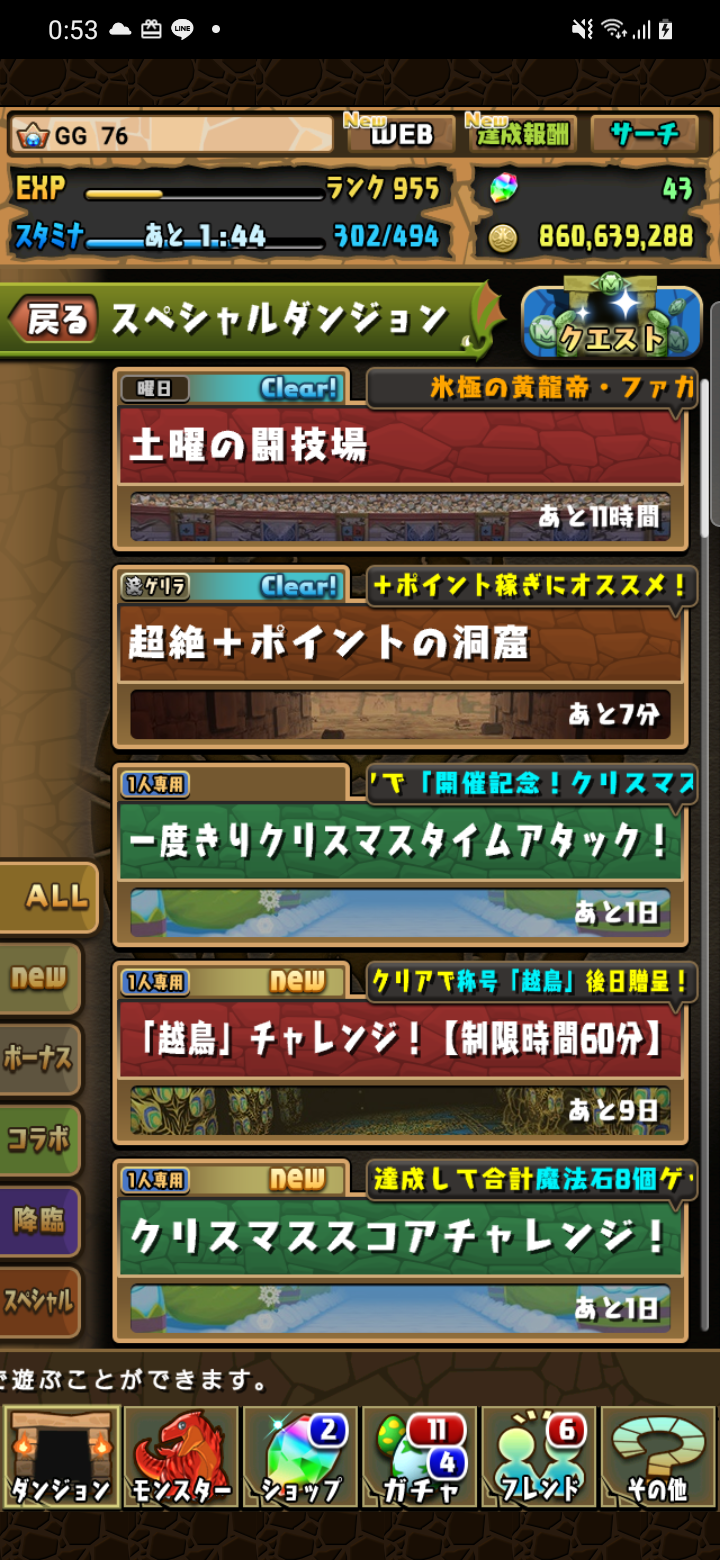 0:53 LINE
GG 76 New WEB New 達成報酬 サーチ
EXP ランク 955 43
スタミナ あと 1:44 302/494 860,639,288
戻る スペシャルダンジョン クエスト
曜日 Clear! 氷極の黄龍帝・ファガ
土曜の闘技場
あと11時間
ゲリラ Clear! +ポイント稼ぎにオススメ!
超絶+ポイントの洞窟
あと7分
1人専用 で「開催記念!クリスマス
一度きりクリスマスタイムアタック!
あと1日
1人専用 new クリアで称号「越鳥」後日贈呈!
「越鳥」チャレンジ!【制限時間60分】
あと9日
1人専用 new 達成して合計魔法石8個ゲッ
クリスマススコアチャレンジ!
あと1日
ALL
new
ボーナス
コラボ
降臨
スペシャル
で遊ぶことができます。
2 11 4 6
ダンジョン モンスター ショップ ガチャ フレンド その他